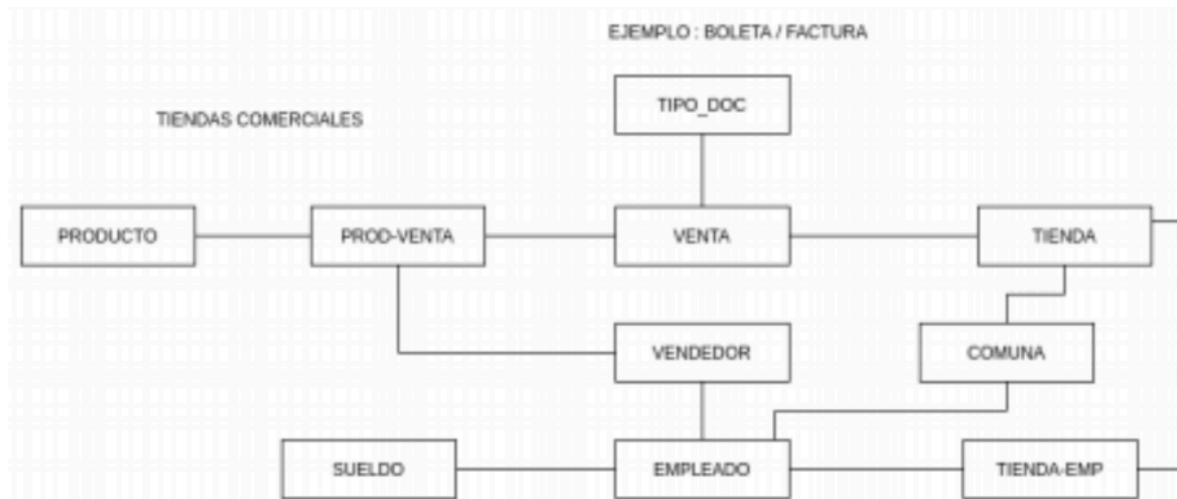 EJEMPLO : BOLETA / FACTURA
TIPO_DOC
TIENDAS COMERCIALES
PRODUCTO
PROD-VENTA
VENTA
TIENDA
VENDEDOR
COMUNA
SUELDO
EMPLEADO
TIENDA-EMP